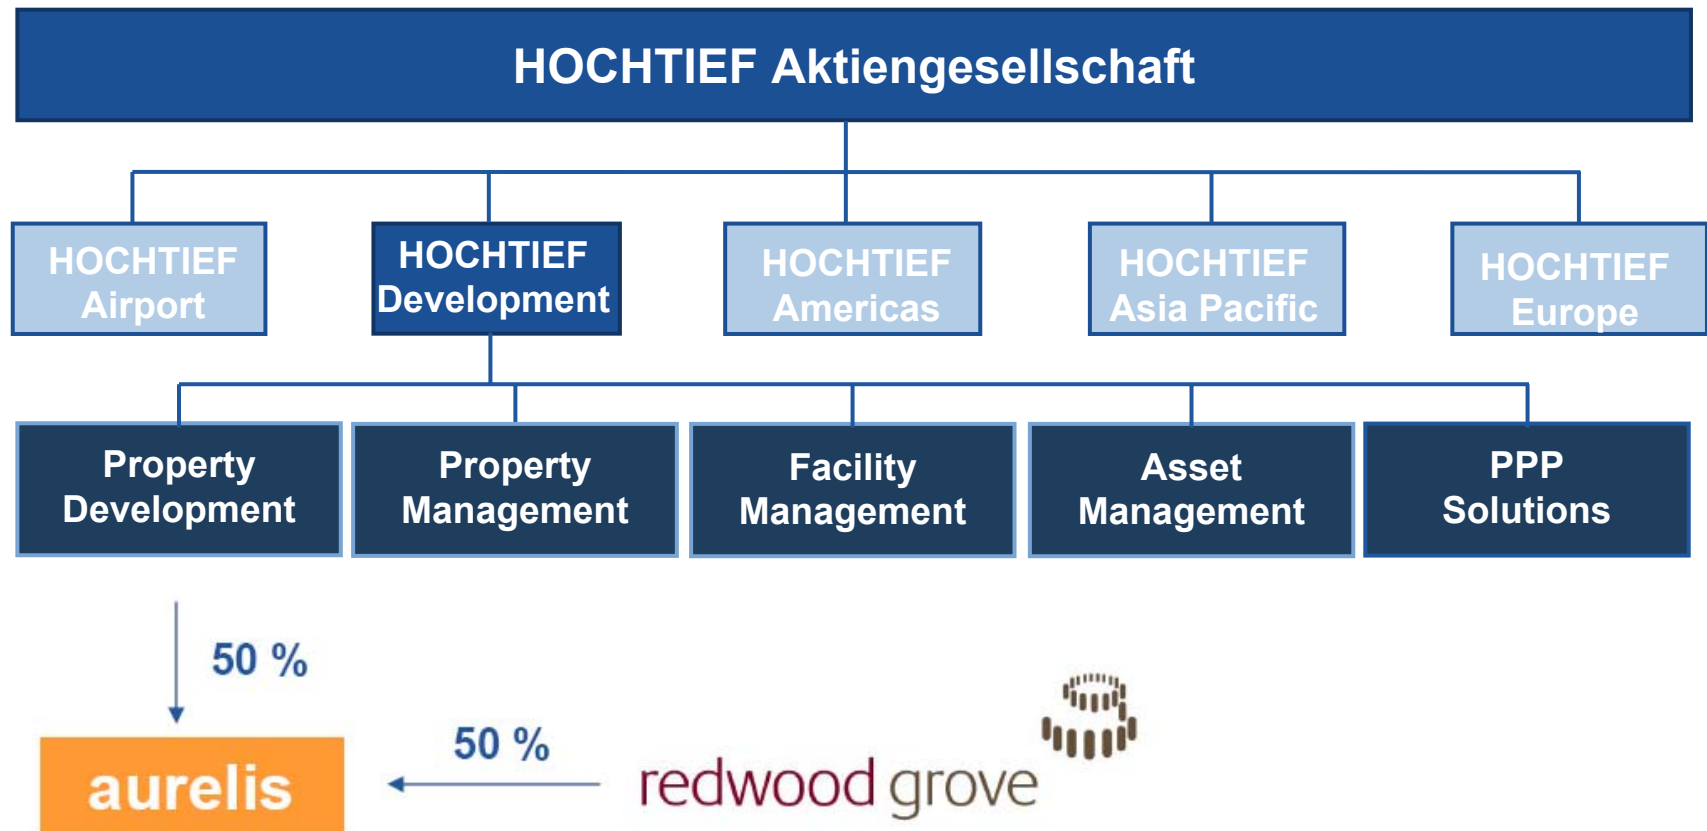 HOCHTIEF Aktiengesellschaft
HOCHTIEF
Airport
HOCHTIEF
Development
HOCHTIEF
Americas
HOCHTIEF
Asia Pacific
HOCHTIEF
Europe
Property
Development
Property
Management
Facility
Management
Asset
Management
PPP
Solutions
50 %
50 %
aurelis
redwood grove